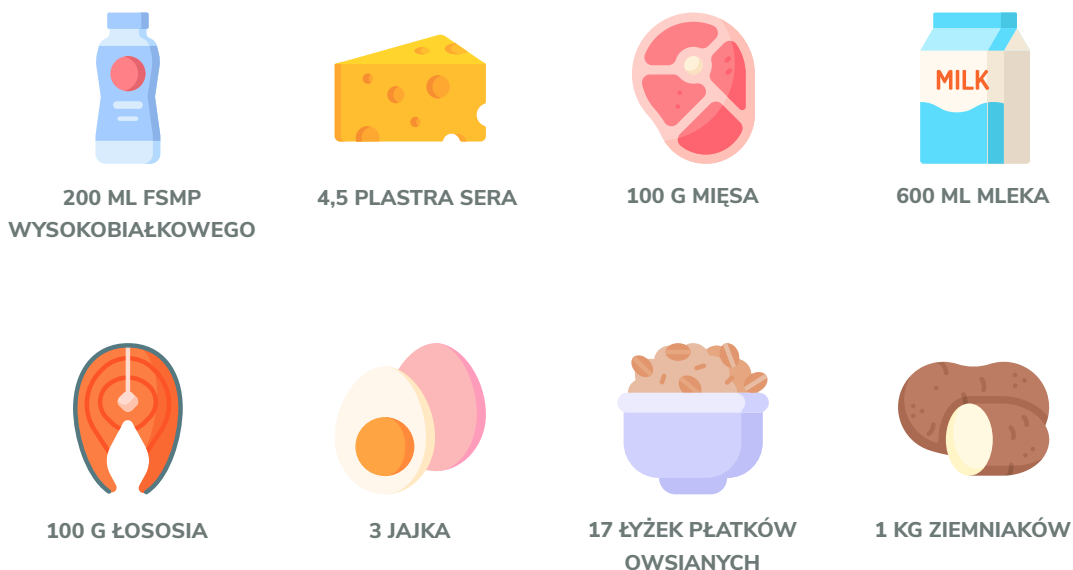 MILK
200 ML FSMP
WYSOKOBIAŁKOWEGO
4,5 PLASTRA SERA
100 G MIĘSA
600 ML MLEKA
100 G ŁOSOSIA
3 JAJKA
17 ŁYŻEK PŁATKÓW
OWSIANYCH
1 KG ZIEMNIAKÓW